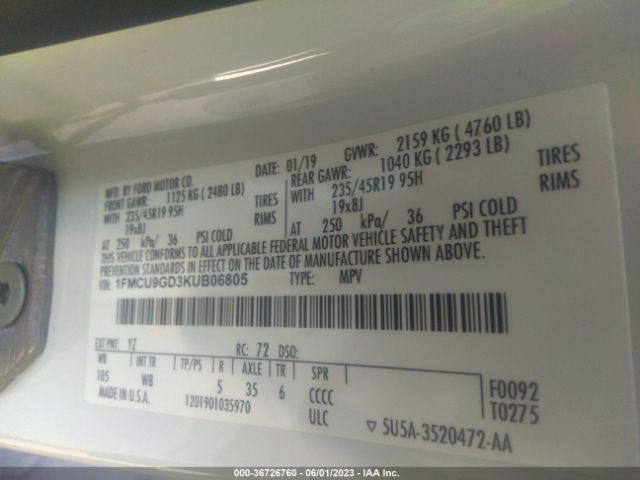 MFD. BY FORD MOTOR CO.
DATE: 01/19 GVWR: 2159 KG ( 4760 LB)
FRONT GAWR: 1125 KG ( 2480 LB)
REAR GAWR: 1040 KG ( 2293 LB)
WITH 235/45R19 95H TIRES
WITH 235/45R19 95H TIRES
19x8J RIMS
19x8J RIMS
AT 250 kPa/ 36 PSI COLD
AT 250 kPa/ 36 PSI COLD
THIS VEHICLE CONFORMS TO ALL APPLICABLE FEDERAL MOTOR VEHICLE SAFETY AND THEFT
PREVENTION STANDARDS IN EFFECT ON THE DATE OF MANUFACTURE SHOWN ABOVE.
VIN: 1FMCU9GD3KUB06805 TYPE: MPV
EXT PNT: YZ RC: 72 DSO:
WB INT TR TP/PS R AXLE TR SPR
105 WB 5 35 6 CCCC
F0092
T0275
MADE IN U.S.A. 1201901035970 ULC
▽ 5U5A-3520472-AA
000-36726760 - 06/01/2023 - IAA Inc.